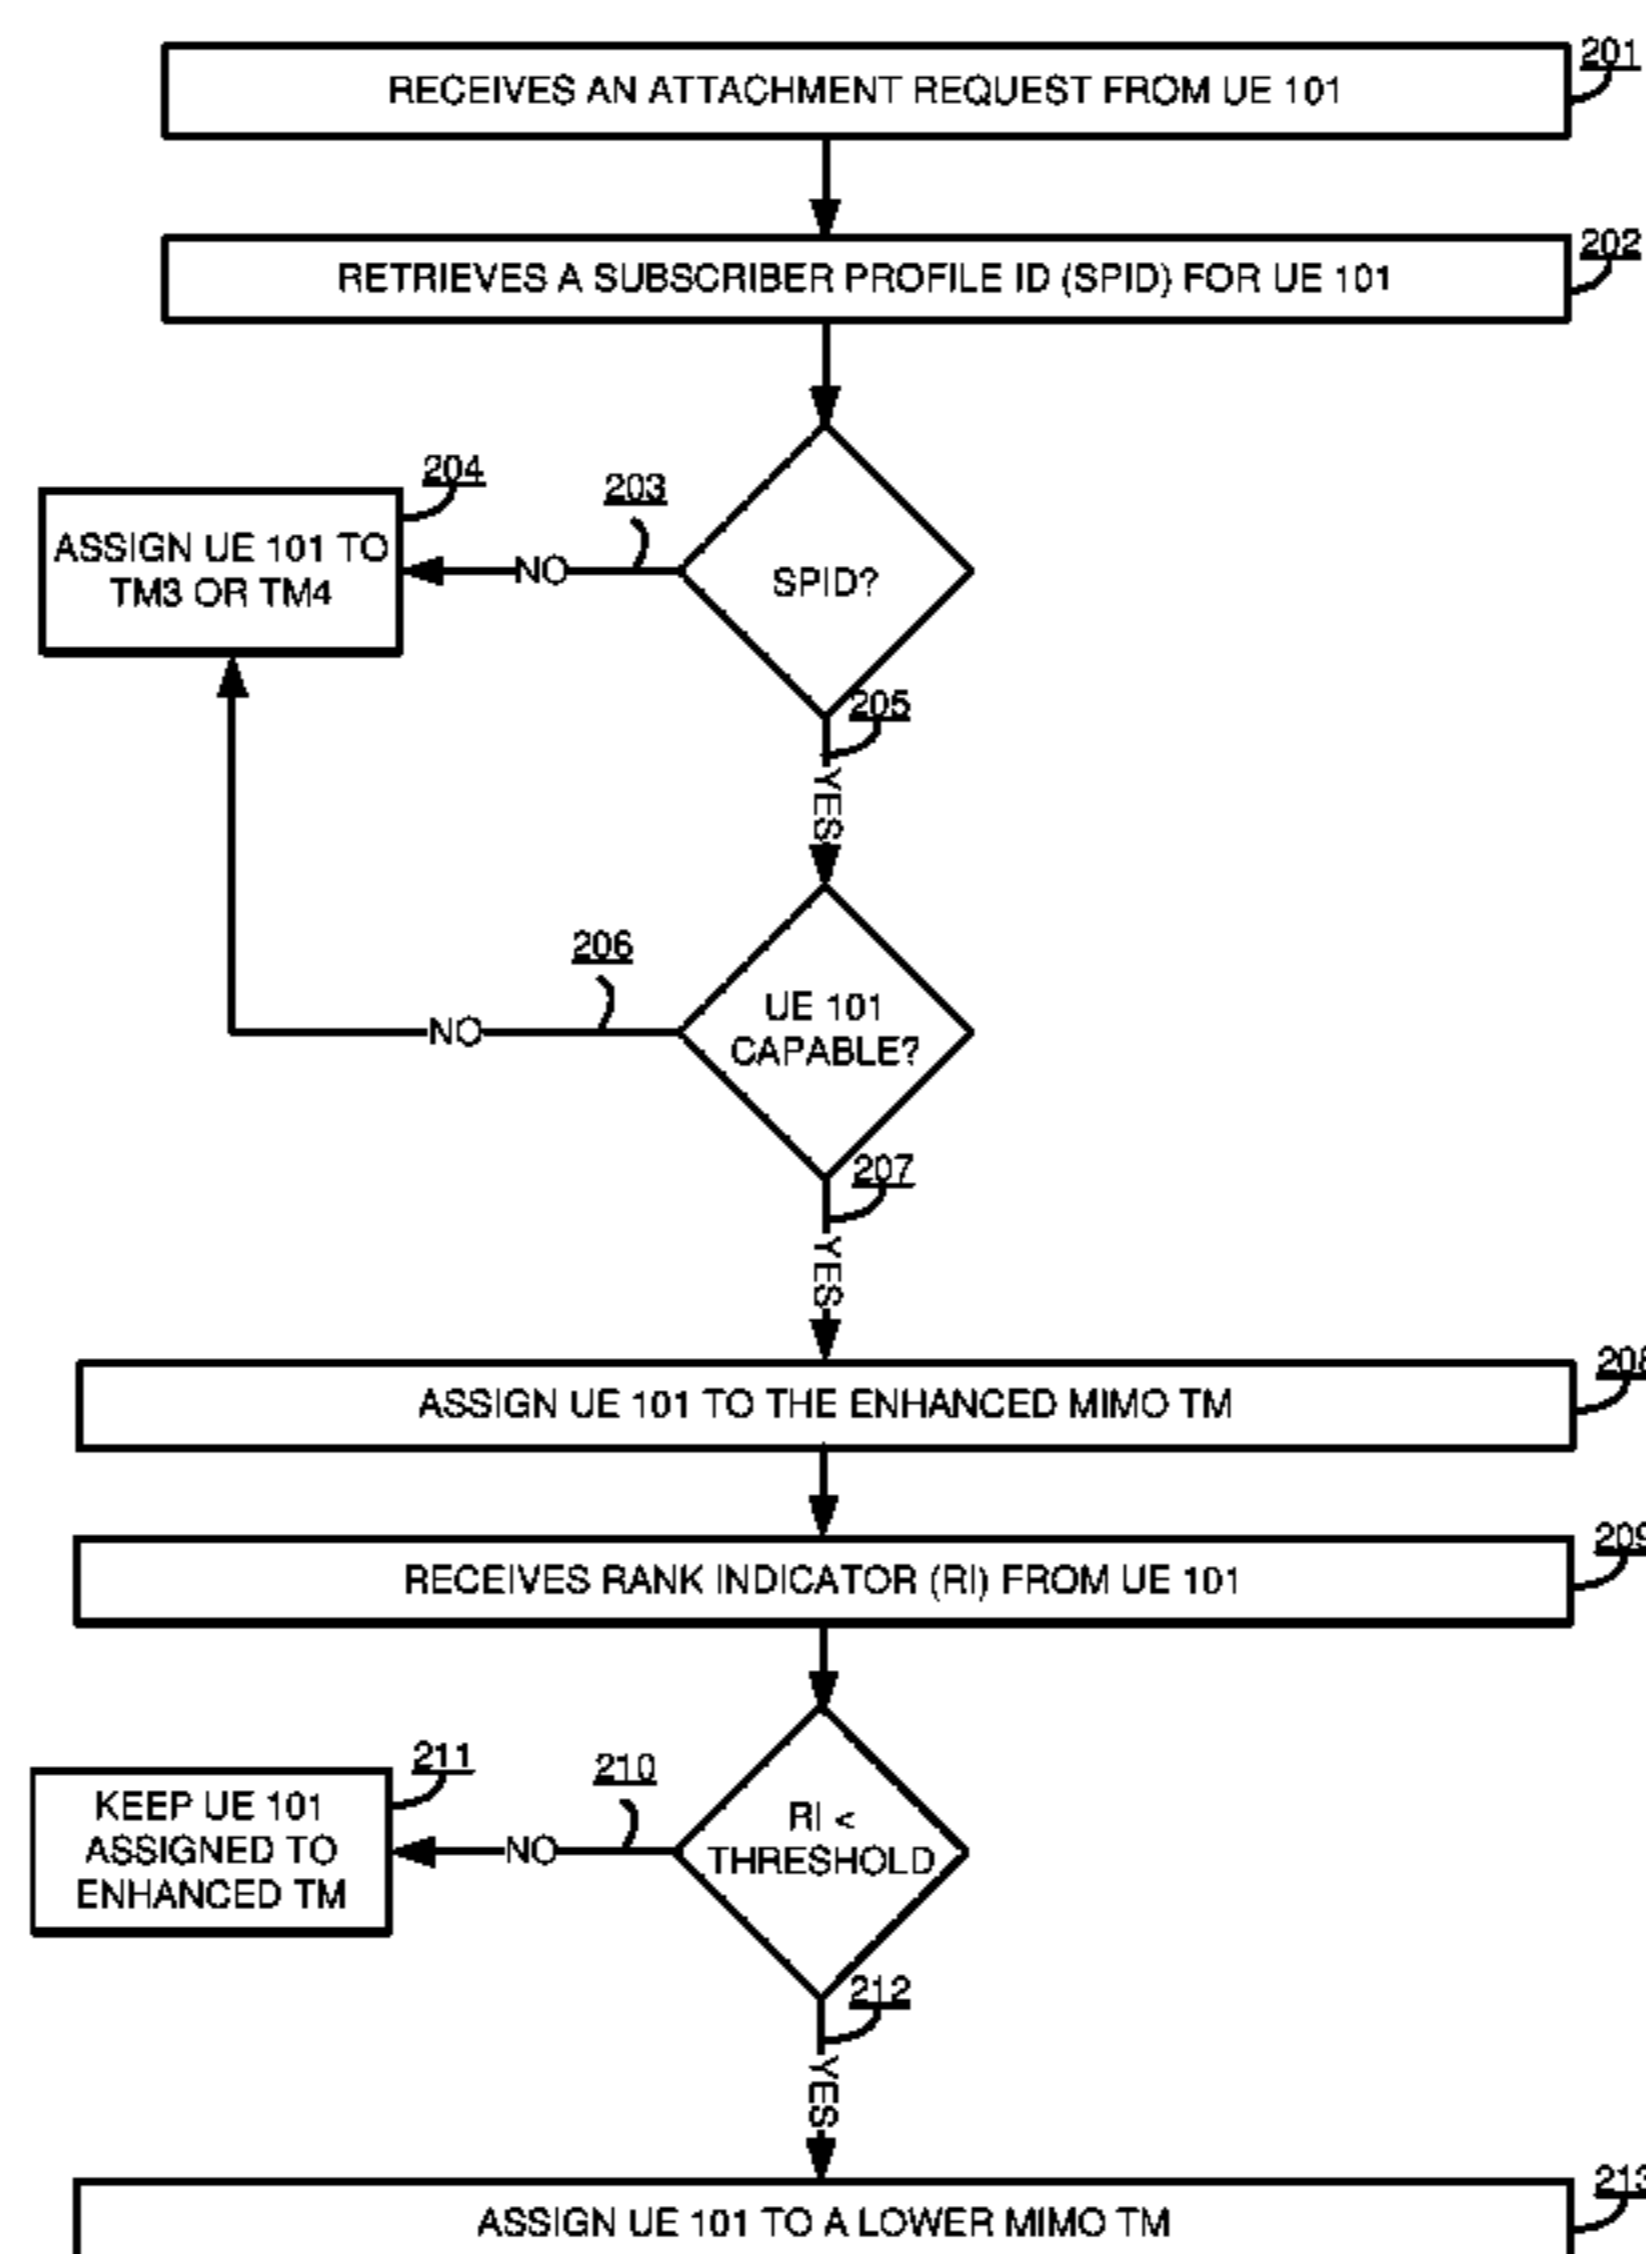 201
RECEIVES AN ATTACHMENT REQUEST FROM UE 101
202
RETRIEVES A SUBSCRIBER PROFILE ID (SPID) FOR UE 101
204
203
ASSIGN UE 101 TO
TM3 OR TM4
NO
SPID?
205
YES
206
UE 101
CAPABLE?
NO
207
YES
208
ASSIGN UE 101 TO THE ENHANCED MIMO TM
209
RECEIVES RANK INDICATOR (RI) FROM UE 101
211
210
KEEP UE 101
ASSIGNED TO
ENHANCED TM
NO
RI <
THRESHOLD
212
YES
213
ASSIGN UE 101 TO A LOWER MIMO TM